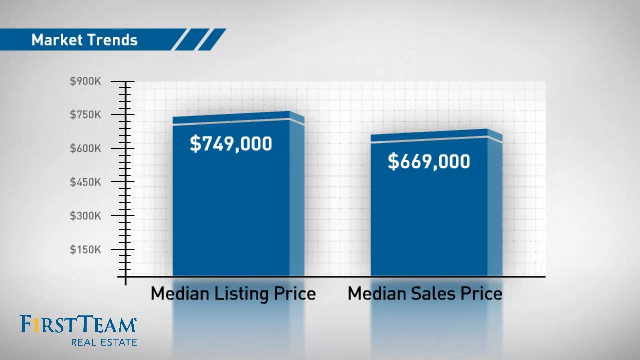 Market Trends
$900K
$750K
$600K
$450K
$300K
$150K
$749,000
$669,000
Median Listing Price
Median Sales Price
FIRSTTEAM®
REAL ESTATE